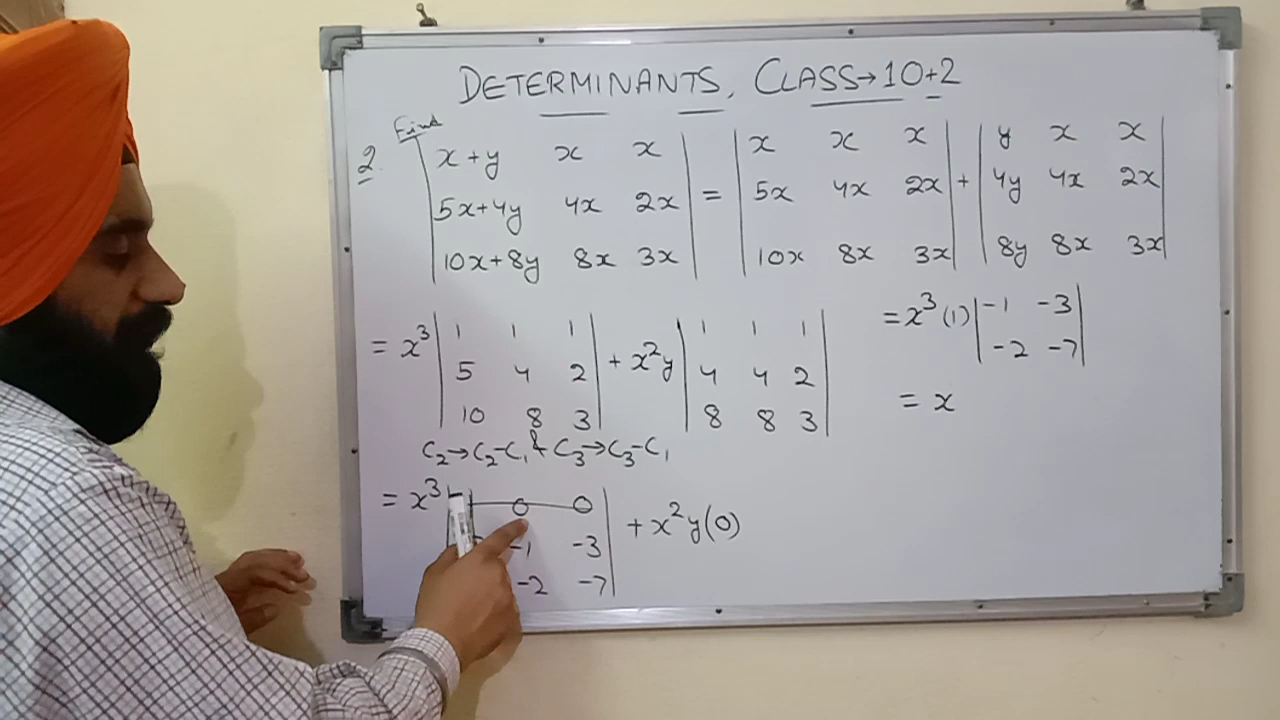 DETERMINANTS, CLASS→10+2
Find
2. |x+y x x| = |x x x| + |y x x|
|5x+4y 4x 2x| |5x 4x 2x| |4y 4x 2x|
|10x+8y 8x 3x| |10x 8x 3x| |8y 8x 3x|
= x³ |1 1 1| + x²y |1 1 1|
|5 4 2| |4 4 2|
|10 8 3| |8 8 3|
C₂→C₂-C₁ & C₃→C₃-C₁
= x³ | 0 0| + x²y(0)
-1 -3|
-2 -7|
= x³ (1) |-1 -3|
|-2 -7|
= x